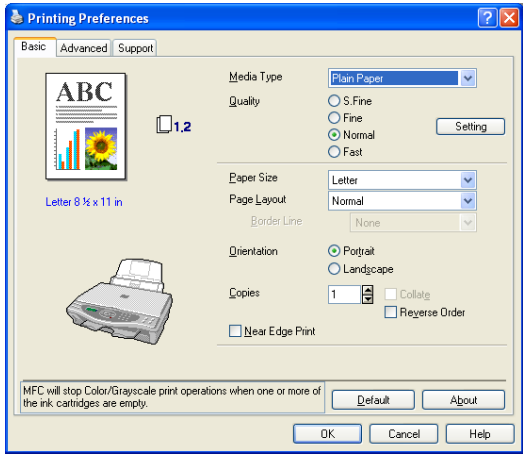 Printing Preferences
Basic Advanced Support
ABC
1.2
Letter 8 ½ x 11 in
Media Type Plain Paper
Quality S.Fine
Fine
Normal Setting
Fast
Paper Size Letter
Page Layout Normal
Border Line None
Orientation Portrait
Landscape
Copies 1 Collate
Reverse Order
Near Edge Print
MFC will stop Color/Grayscale print operations when one or more of
the ink cartridges are empty.
Default About
OK Cancel Help